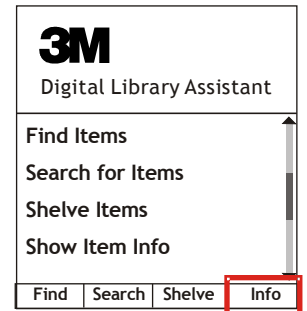 3M
Digital Library Assistant
Find Items
Search for Items
Shelve Items
Show Item Info
Find Search Shelve Info